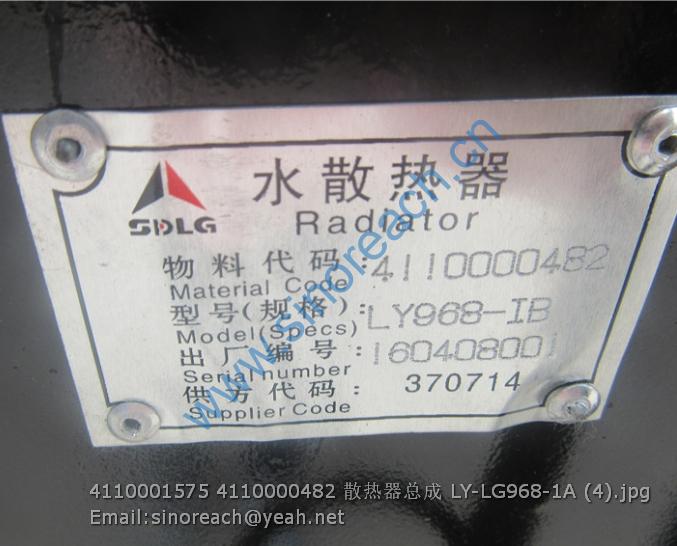 水散热器
SDLG
Radiator
物料代码: 4110000482
Material Code
型号(规格): LY968-IB
Model(Specs)
出厂编号: 160408001
Serial number
供方代码: 370714
Supplier Code
www.sinoreach.cn
4110001575 4110000482 散热器总成 LY-LG968-1A (4).jpg
Email:sinoreach@yeah.net